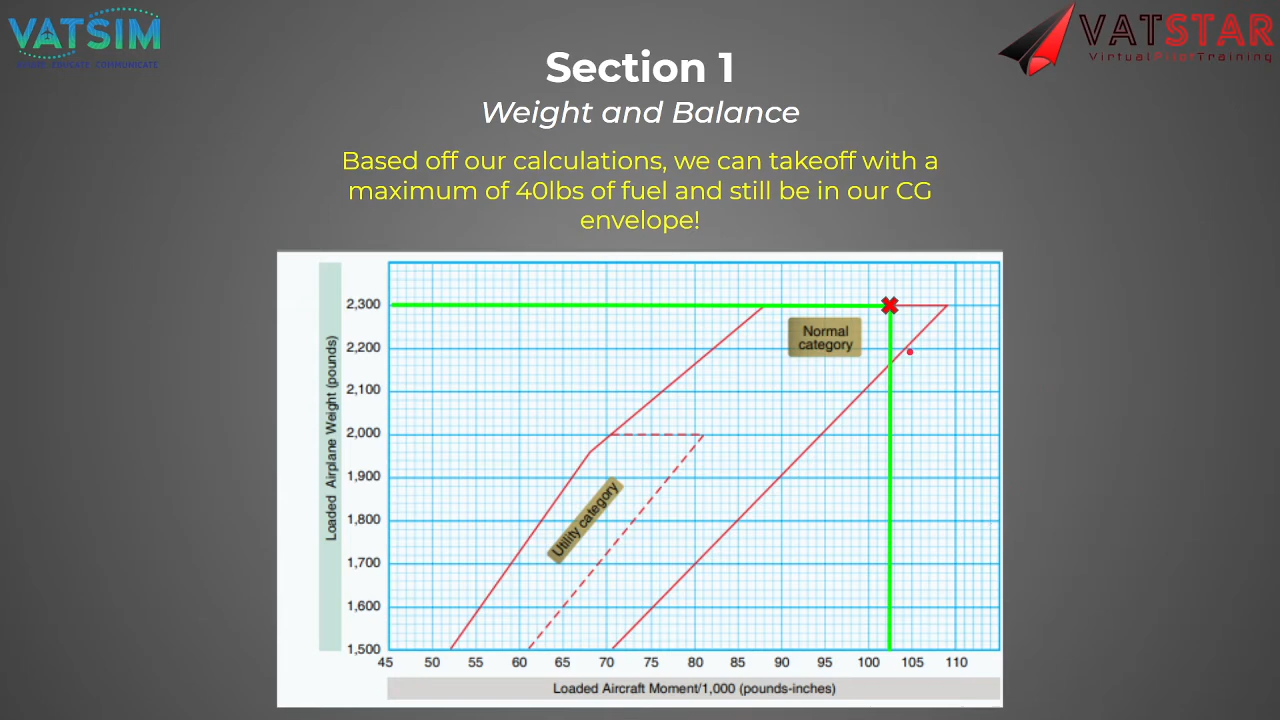 VATSIM
VATSTAR
VirtualPilotTraining
Section 1
Weight and Balance
Based off our calculations, we can takeoff with a
maximum of 40lbs of fuel and still be in our CG
envelope!
Loaded Airplane Weight (pounds)
2,300
2,200
2,100
2,000
1,900
1,800
1,700
1,600
1,500
Normal
category
Utility category
45 50 55 60 65 70 75 80 85 90 95 100 105 110
Loaded Aircraft Moment/1,000 (pounds-inches)